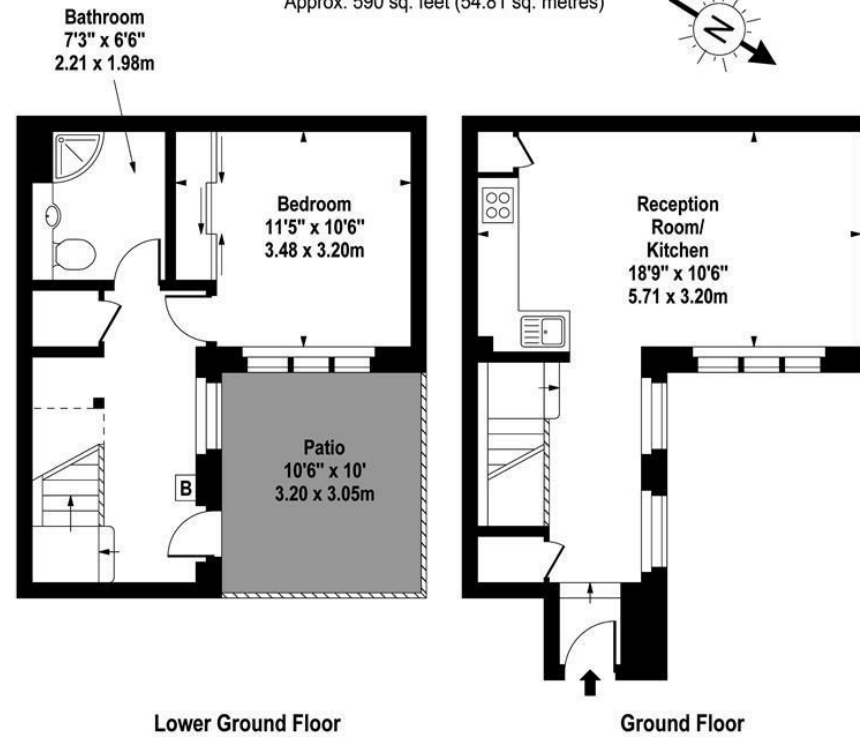 Approx. 590 sq. feet (54.81 sq. metres)
N
Bathroom
7'3" x 6'6"
2.21 x 1.98m
Bedroom
11'5" x 10'6"
3.48 x 3.20m
Patio
10'6" x 10'
3.20 x 3.05m
B
Lower Ground Floor
Reception
Room/
Kitchen
18'9" x 10'6"
5.71 x 3.20m
Ground Floor